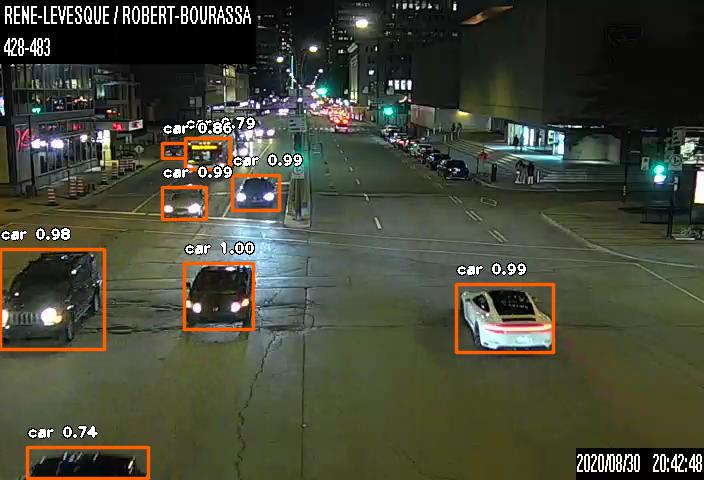 RENE-LEVESQUE / ROBERT-BOURASSA
428-483
car 0.86
0.79
car 0.99
car 0.99
car 0.98
car 1.00
car 0.99
car 0.74
2020/08/30 20:42:48